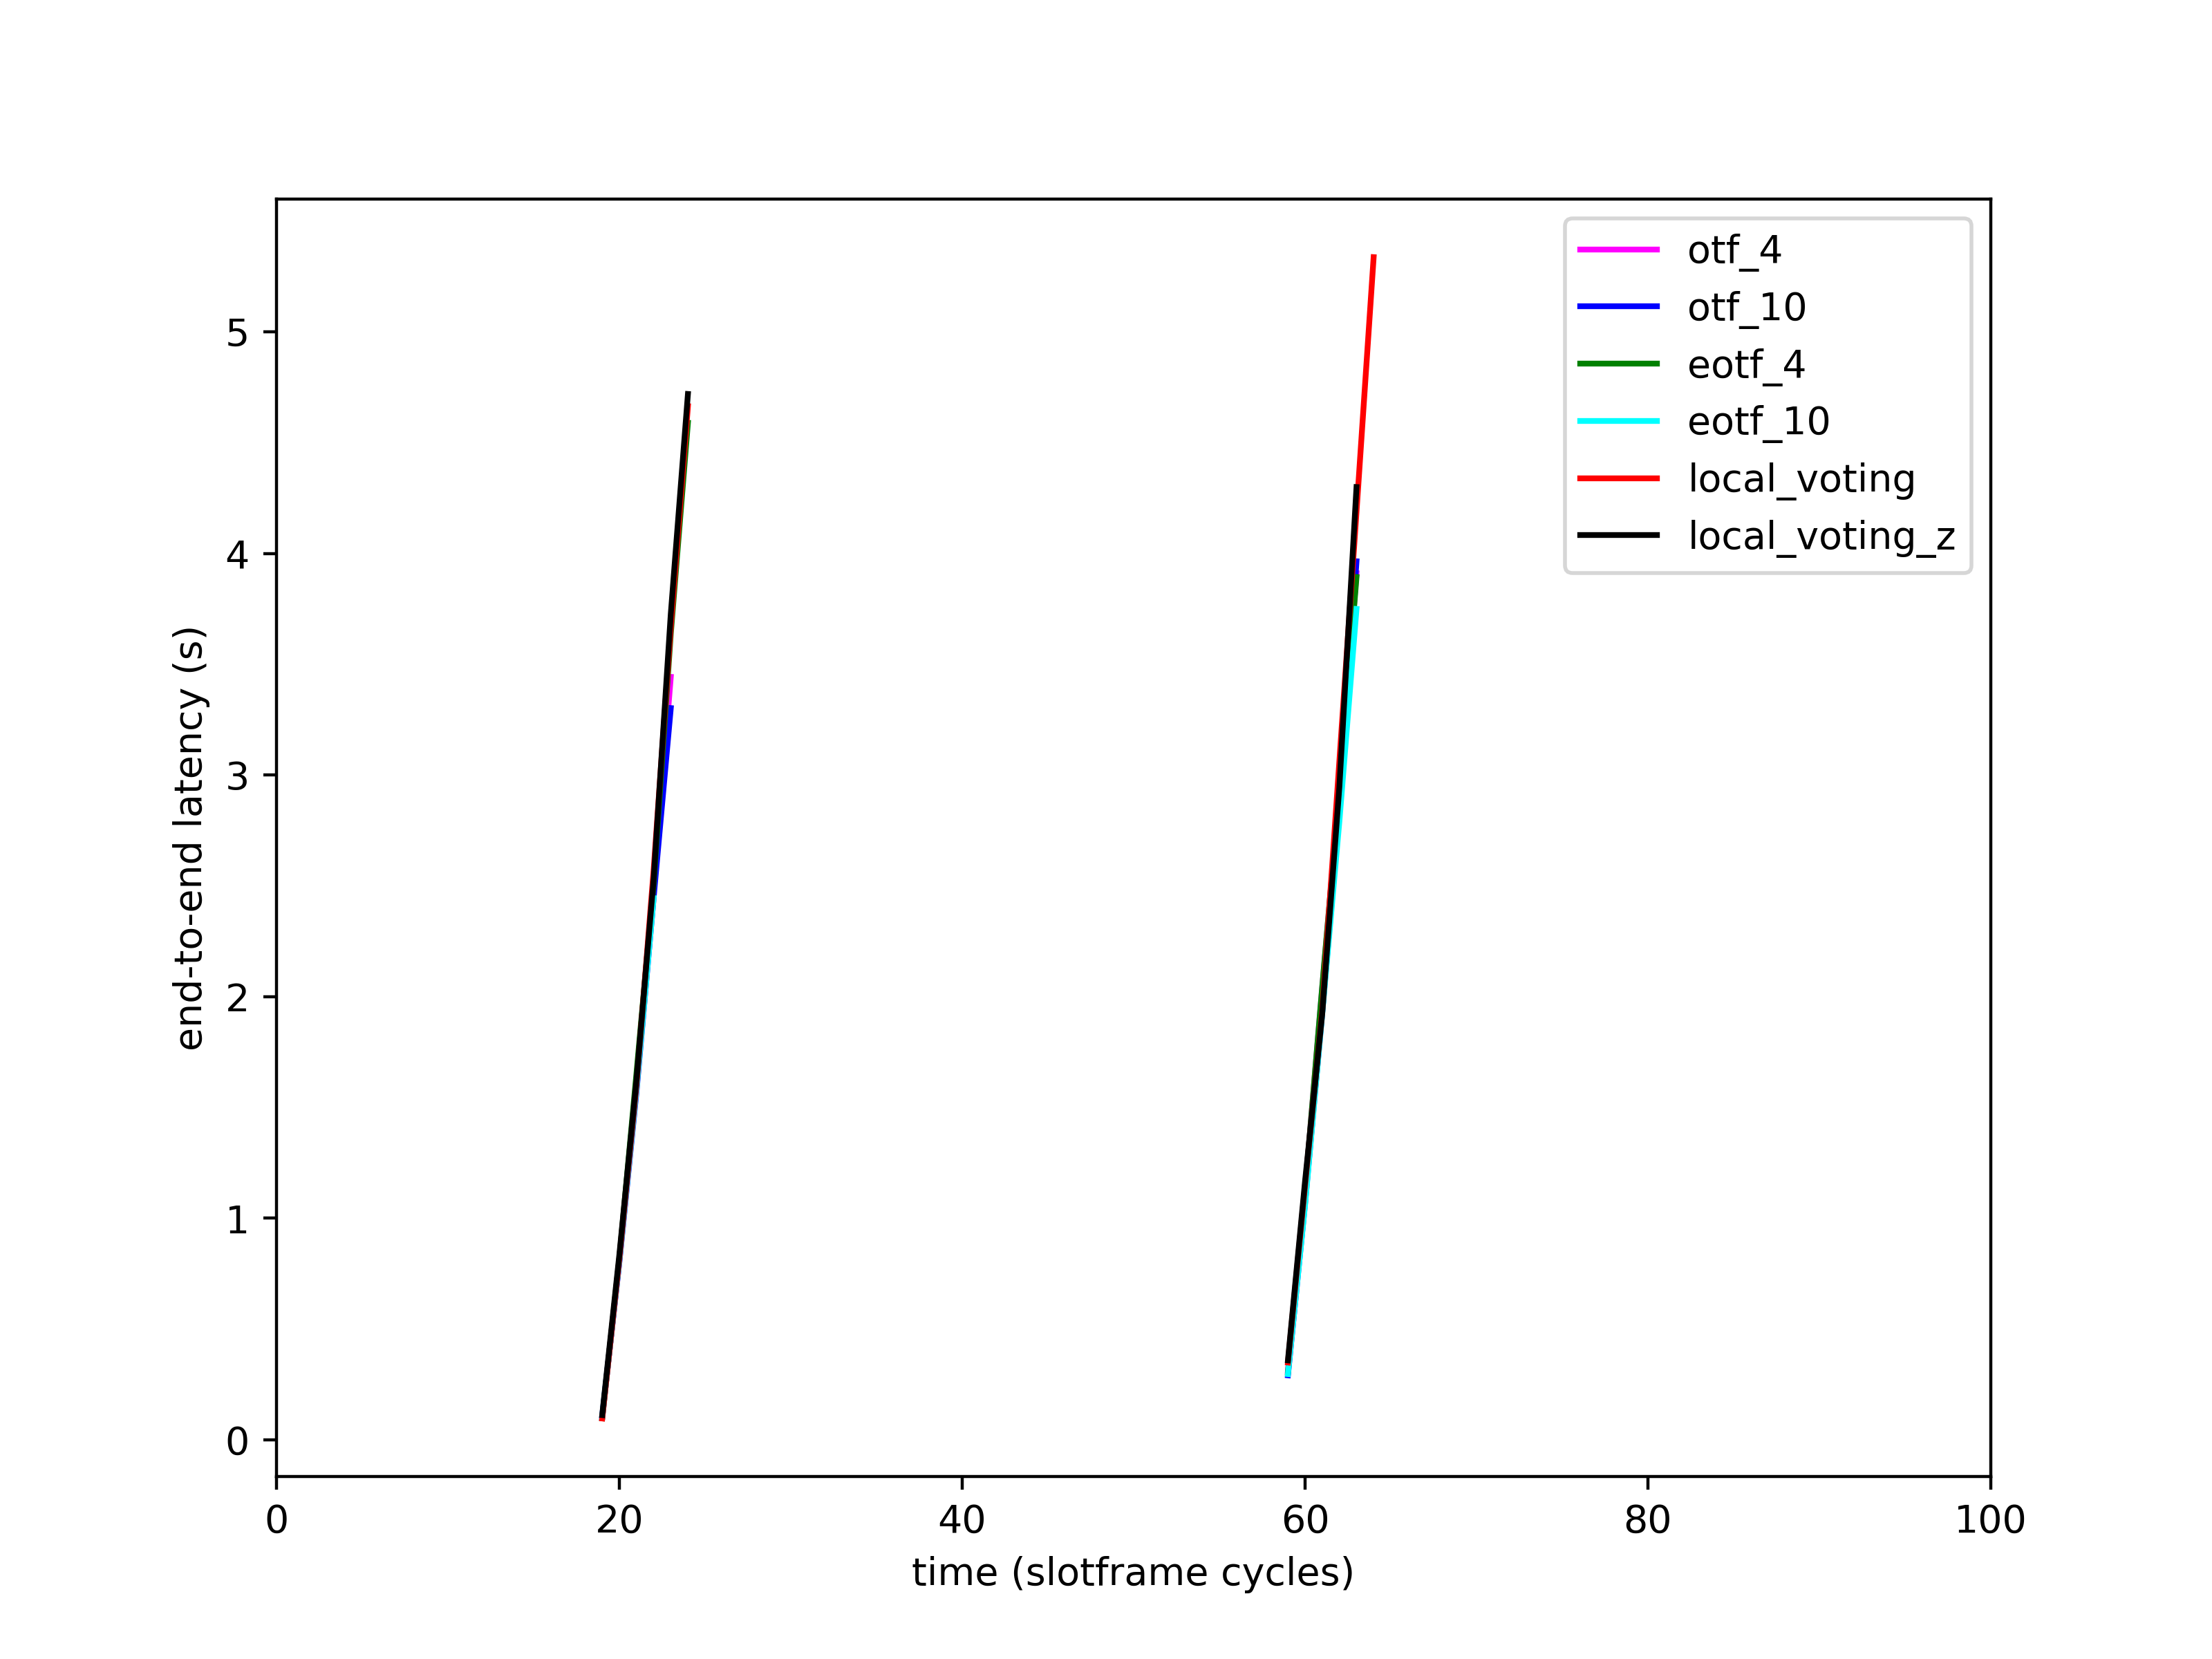 otf_4
otf_10
eotf_4
eotf_10
local_voting
local_voting_z
end-to-end latency (s)
5
4
3
2
1
0
0 20 40 60 80 100
time (slotframe cycles)